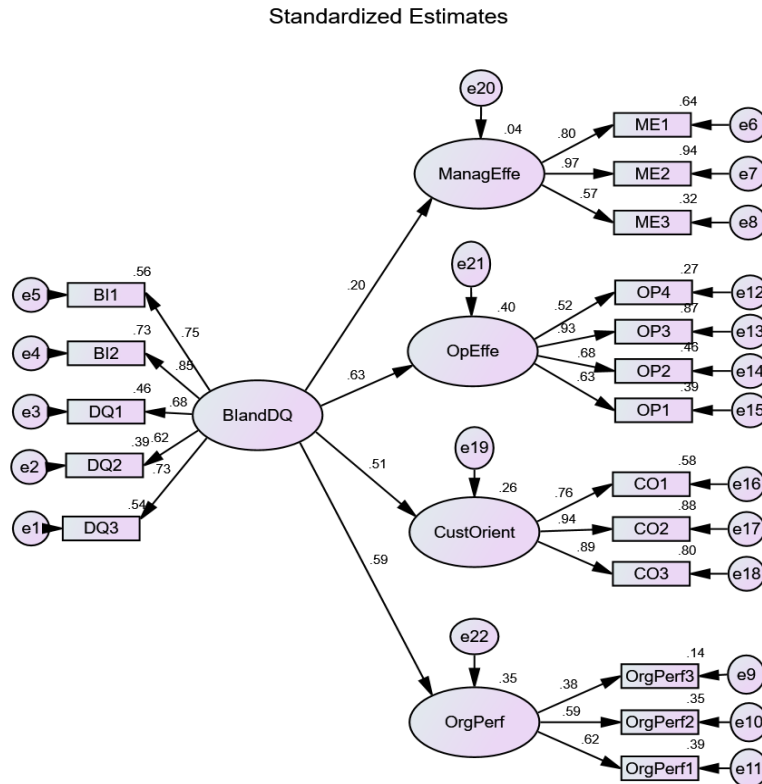 Standardized Estimates
e20
.04
ManagEffe
.80
.97
.57
.64
ME1
e6
.94
ME2
e7
.32
ME3
e8
.20
e21
.40
OpEffe
.63
.52
.93
.68
.63
.27
OP4
e12
.87
OP3
e13
.46
OP2
e14
.39
OP1
e15
e5
.56
BI1
.75
e4
.73
BI2
.85
e3
.46
DQ1
.68
e2
.39
DQ2
.62
e1
.54
DQ3
.73
BIandDQ
.51
e19
.26
CustOrient
.76
.94
.89
.58
CO1
e16
.88
CO2
e17
.80
CO3
e18
.59
e22
.35
OrgPerf
.38
.59
.62
.14
OrgPerf3
e9
.35
OrgPerf2
e10
.39
OrgPerf1
e11